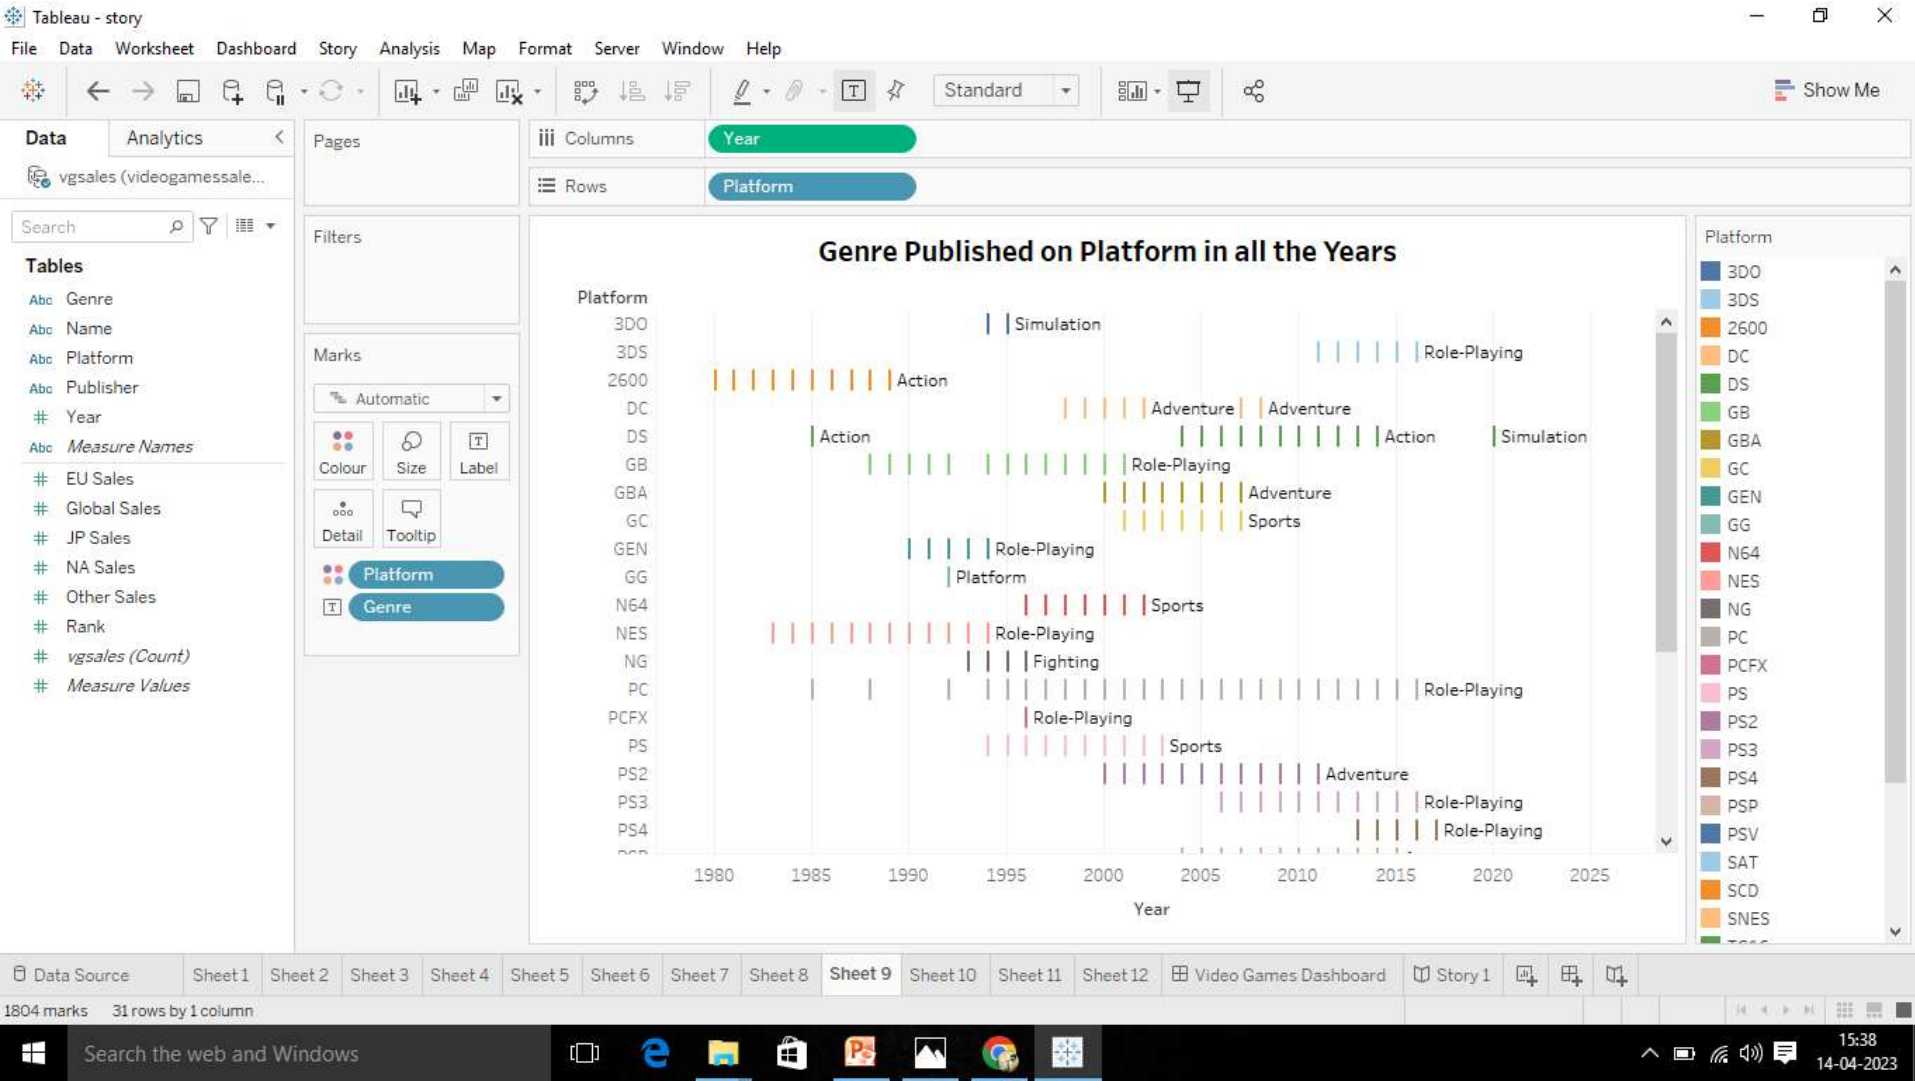 Tableau - story
File Data Worksheet Dashboard Story Analysis Map Format Server Window Help
Standard
Show Me
Data Analytics
vgsales (videogamessale...
Search
Tables
Abc Genre
Abc Name
Abc Platform
Abc Publisher
# Year
Abc Measure Names
# EU Sales
# Global Sales
# JP Sales
# NA Sales
# Other Sales
# Rank
# vgsales (Count)
# Measure Values
Pages
Filters
Marks
Automatic
Colour Size Label
Detail Tooltip
Platform
Genre
Columns Year
Rows Platform
Genre Published on Platform in all the Years
Platform
3DO Simulation
3DS Role-Playing
2600 Action
DC Adventure Adventure
DS Action Action Simulation
GB Role-Playing
GBA Adventure
GC Sports
GEN Role-Playing
GG Platform
N64 Sports
NES Role-Playing
NG Fighting
PC Role-Playing
PCFX Role-Playing
PS Sports
PS2 Adventure
PS3 Role-Playing
PS4 Role-Playing
1980 1985 1990 1995 2000 2005 2010 2015 2020 2025
Year
Platform
3DO
3DS
2600
DC
DS
GB
GBA
GC
GEN
GG
N64
NES
NG
PC
PCFX
PS
PS2
PS3
PS4
PSP
PSV
SAT
SCD
SNES
Data Source Sheet 1 Sheet 2 Sheet 3 Sheet 4 Sheet 5 Sheet 6 Sheet 7 Sheet 8 Sheet 9 Sheet 10 Sheet 11 Sheet 12 Video Games Dashboard Story 1
1804 marks 31 rows by 1 column
Search the web and Windows
15:38
14-04-2023